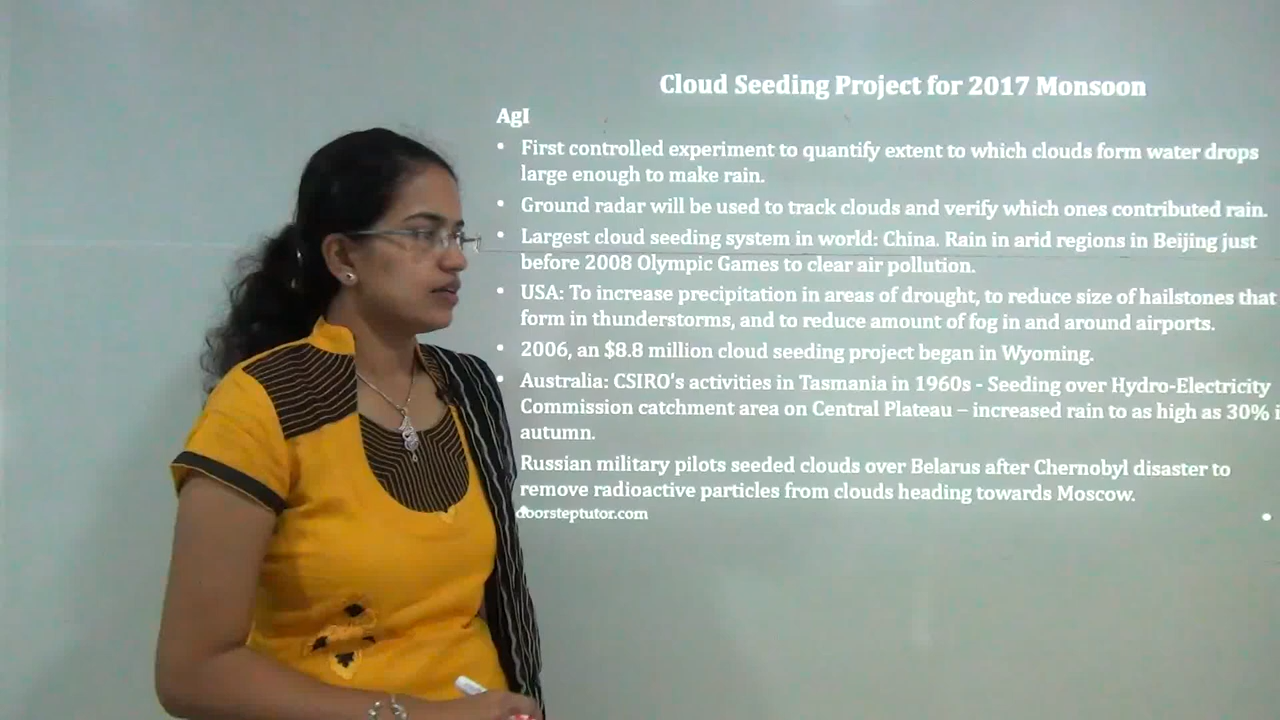 Cloud Seeding Project for 2017 Monsoon
AgI
• First controlled experiment to quantify extent to which clouds form water drops
large enough to make rain.
• Ground radar will be used to track clouds and verify which ones contributed rain.
• Largest cloud seeding system in world: China. Rain in arid regions in Beijing just
before 2008 Olympic Games to clear air pollution.
• USA: To increase precipitation in areas of drought, to reduce size of hailstones that
form in thunderstorms, and to reduce amount of fog in and around airports.
• 2006, an $8.8 million cloud seeding project began in Wyoming.
• Australia: CSIRO's activities in Tasmania in 1960s - Seeding over Hydro-Electricity
Commission catchment area on Central Plateau – increased rain to as high as 30%
autumn.
Russian military pilots seeded clouds over Belarus after Chernobyl disaster to
remove radioactive particles from clouds heading towards Moscow.
doorsteptutor.com